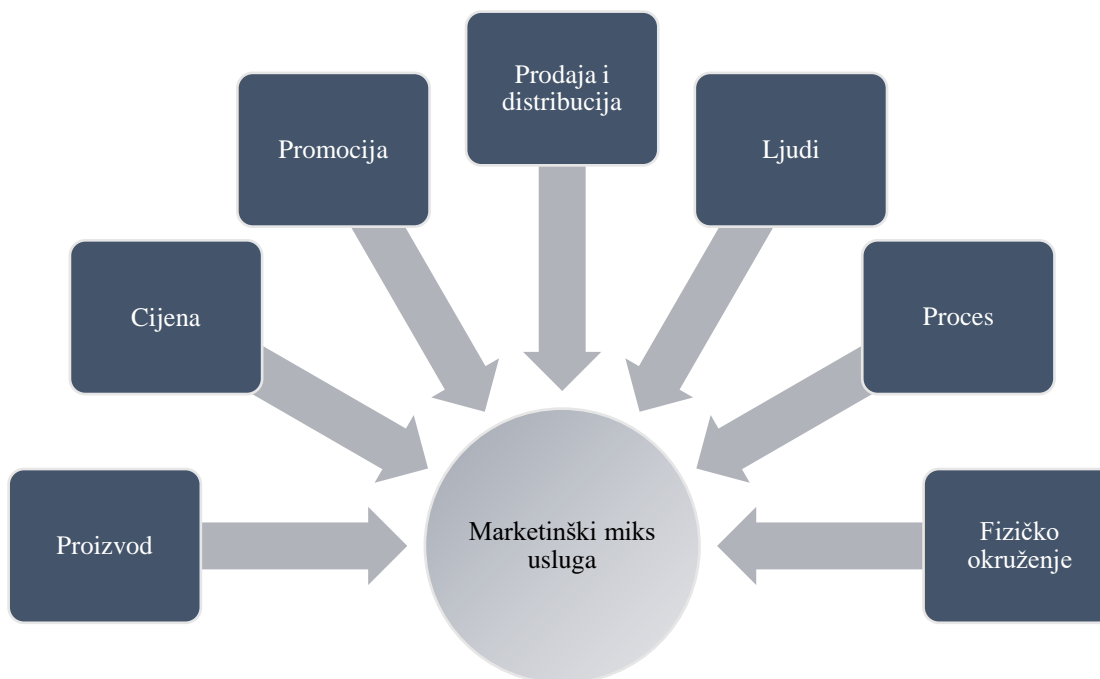 Prodaja i
distribucija
Promocija
Ljudi
Cijena
Proces
Proizvod
Marketinški miks
usluga
Fizičko
okruženje